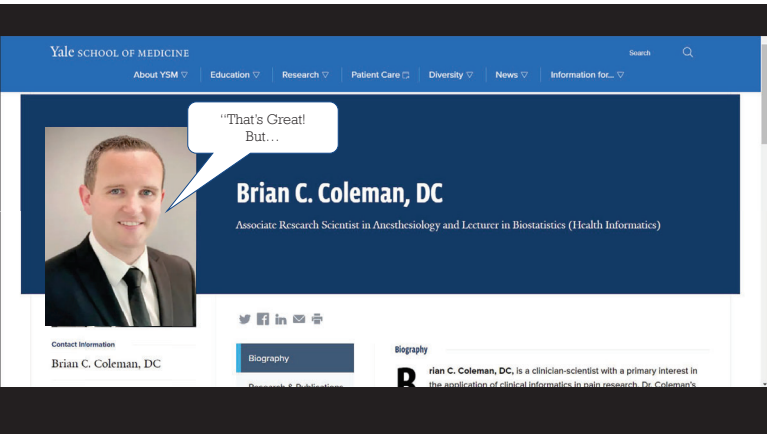 Yale SCHOOL OF MEDICINE
Search
About YSM
Education
Research
Patient Care
Diversity
News
Information for...
"That's Great!
But…
Brian C. Coleman, DC
Associate Research Scientist in Anesthesiology and Lecturer in Biostatistics (Health Informatics)
Contact Information
Brian C. Coleman, DC
Biography
Research & Publications
Biography
Brian C. Coleman, DC, is a clinician-scientist with a primary interest in
the application of clinical informatics in pain research. Dr. Coleman's